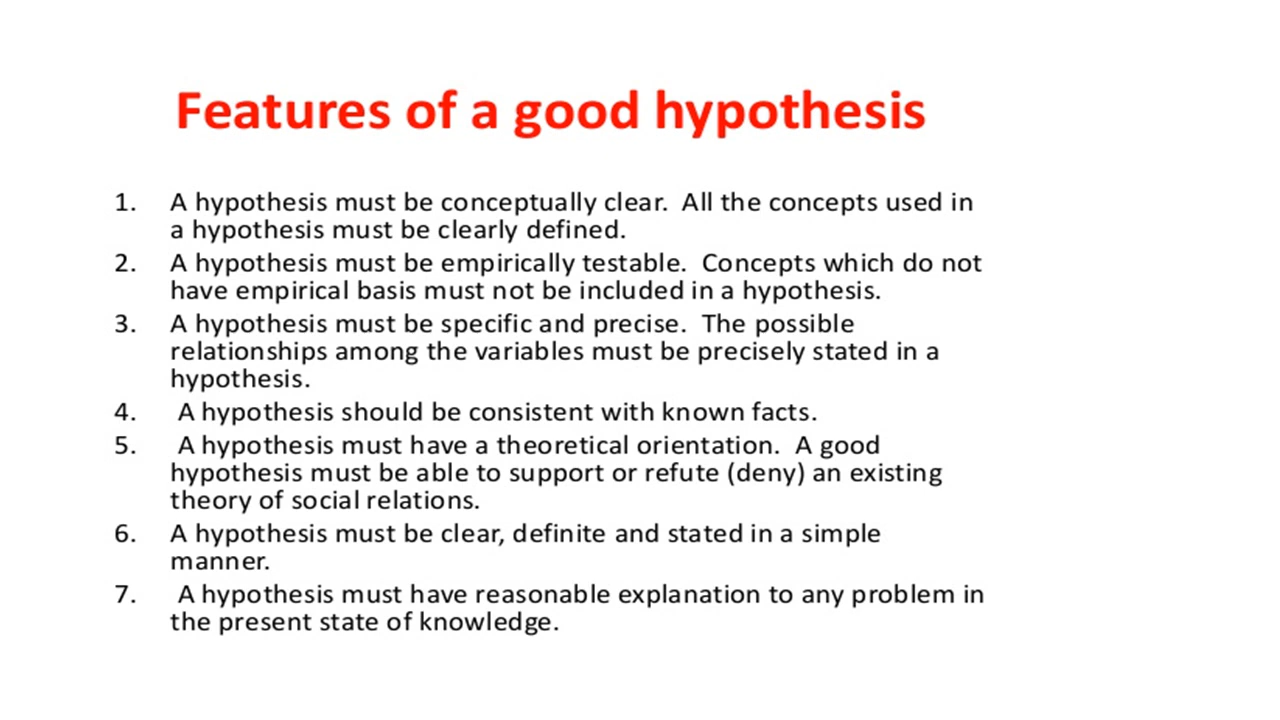 Features of a good hypothesis
1. A hypothesis must be conceptually clear.  All the concepts used in
a hypothesis must be clearly defined.
2. A hypothesis must be empirically testable.  Concepts which do not
have empirical basis must not be included in a hypothesis.
3. A hypothesis must be specific and precise.  The possible
relationships among the variables must be precisely stated in a
hypothesis.
4. A hypothesis should be consistent with known facts.
5. A hypothesis must have a theoretical orientation.  A good
hypothesis must be able to support or refute (deny) an existing
theory of social relations.
6. A hypothesis must be clear, definite and stated in a simple
manner.
7. A hypothesis must have reasonable explanation to any problem in
the present state of knowledge.